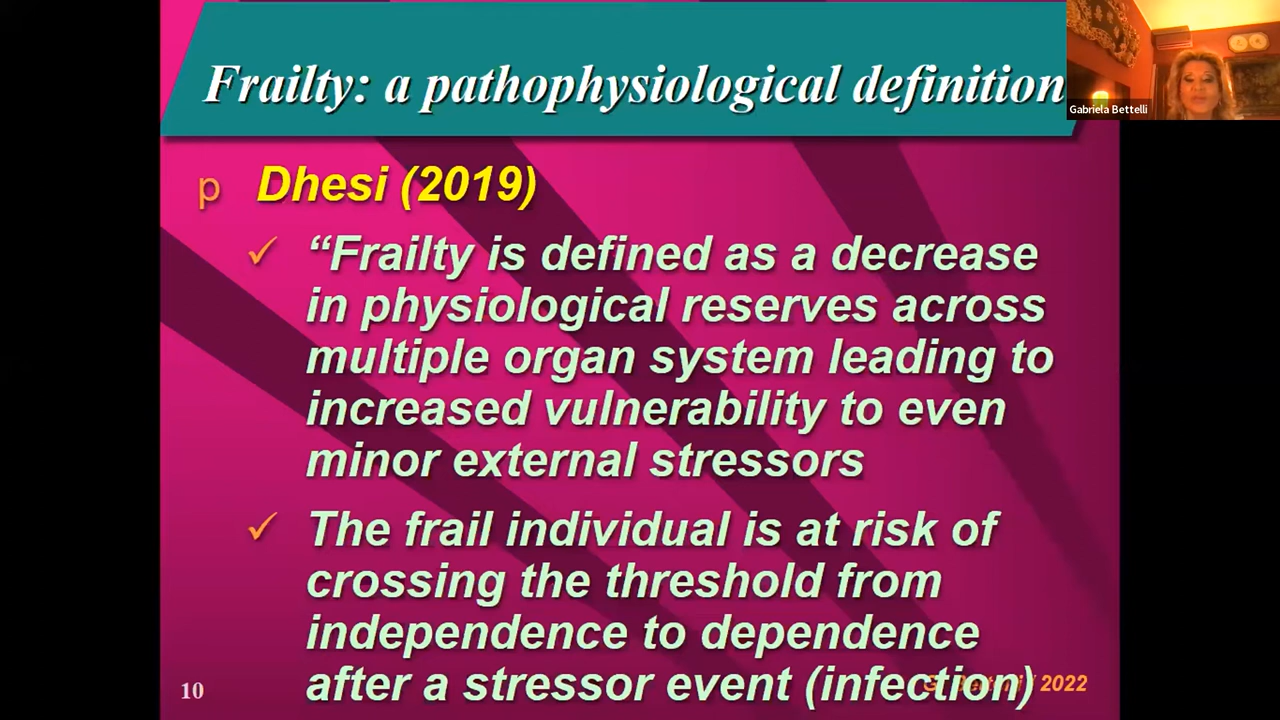 Frailty: a pathophysiological definition
Gabriela Bettelli
p Dhesi (2019)
✓ “Frailty is defined as a decrease
in physiological reserves across
multiple organ system leading to
increased vulnerability to even
minor external stressors
✓ The frail individual is at risk of
crossing the threshold from
independence to dependence
after a stressor event (infection)
10
2022